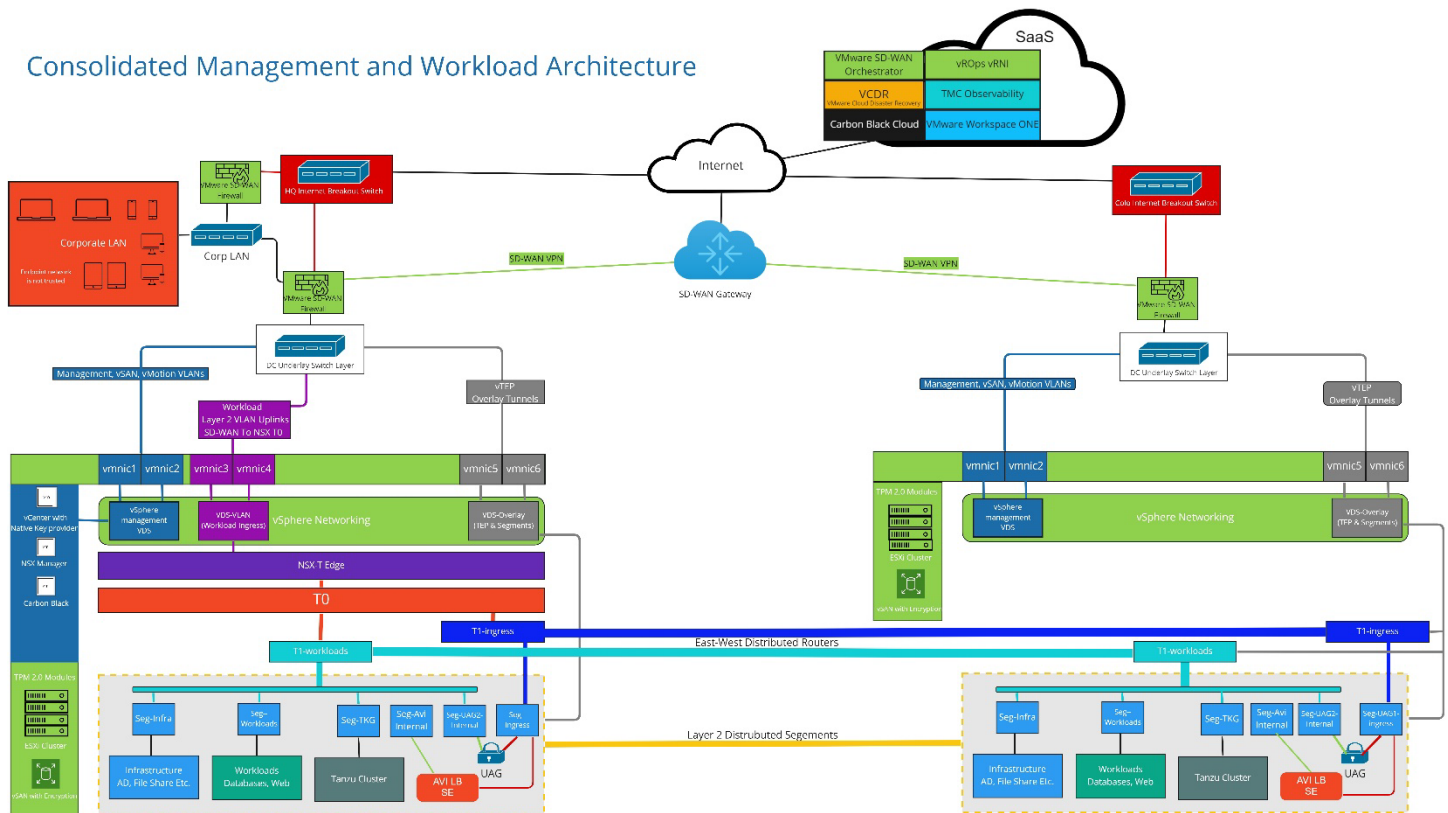 Consolidated Management and Workload Architecture
SaaS
VMware SD-WAN
Orchestrator
vROps vRNI
VCDR
VMware Cloud Disaster Recovery
TMC Observability
Carbon Black Cloud
VMware Workspace ONE
Internet
VMware SD-WAN
Firewall
HQ Internet Breakout Switch
Colo Internet Breakout Switch
Corporate LAN
Endpoint network
is not trusted
Corp LAN
SD-WAN VPN
SD-WAN VPN
SD-WAN Gateway
VMware SD-WAN
Firewall
VMware SD-WAN
Firewall
DC Underlay Switch Layer
DC Underlay Switch Layer
Management, vSAN, vMotion VLANs
vTEP
Overlay Tunnels
Workload
Layer 2 VLAN Uplinks
SD-WAN To NSX T0
Management, vSAN, vMotion VLANs
vTEP
Overlay Tunnels
vmnic1
vmnic2
vmnic3
vmnic4
vmnic5
vmnic6
vmnic1
vmnic2
vmnic5
vmnic6
vCenter with
Native Key provider
NSX Manager
Carbon Black
vSphere
management
VDS
VDS-VLAN
(Workload Ingress)
vSphere Networking
VDS-Overlay
(TEP & Segments)
TPM 2.0 Modules
ESXi Cluster
vSAN with Encryption
vSphere
management
VDS
vSphere Networking
VDS-Overlay
(TEP & Segments)
NSX-T Edge
T0
T1-ingress
T1-ingress
East-West Distributed Routers
T1-workloads
T1-workloads
TPM 2.0 Modules
ESXi Cluster
vSAN with Encryption
Seg-Infra
Seg-
Workloads
Seg-TKG
Seg-Avi
Internal
Seg-UAG2-
Internal
Seg-
Ingress
Infrastructure
AD, File Share Etc.
Workloads
Databases, Web
Tanzu Cluster
AVI LB
SE
UAG
Layer 2 Distrubuted Segements
Seg-Infra
Seg-
Workloads
Seg-TKG
Seg-Avi
Internal
Seg-UAG2-
Internal
Seg-UAG1-
ingress
Infrastructure
AD, File Share Etc.
Workloads
Databases, Web
Tanzu Cluster
AVI LB
SE
UAG